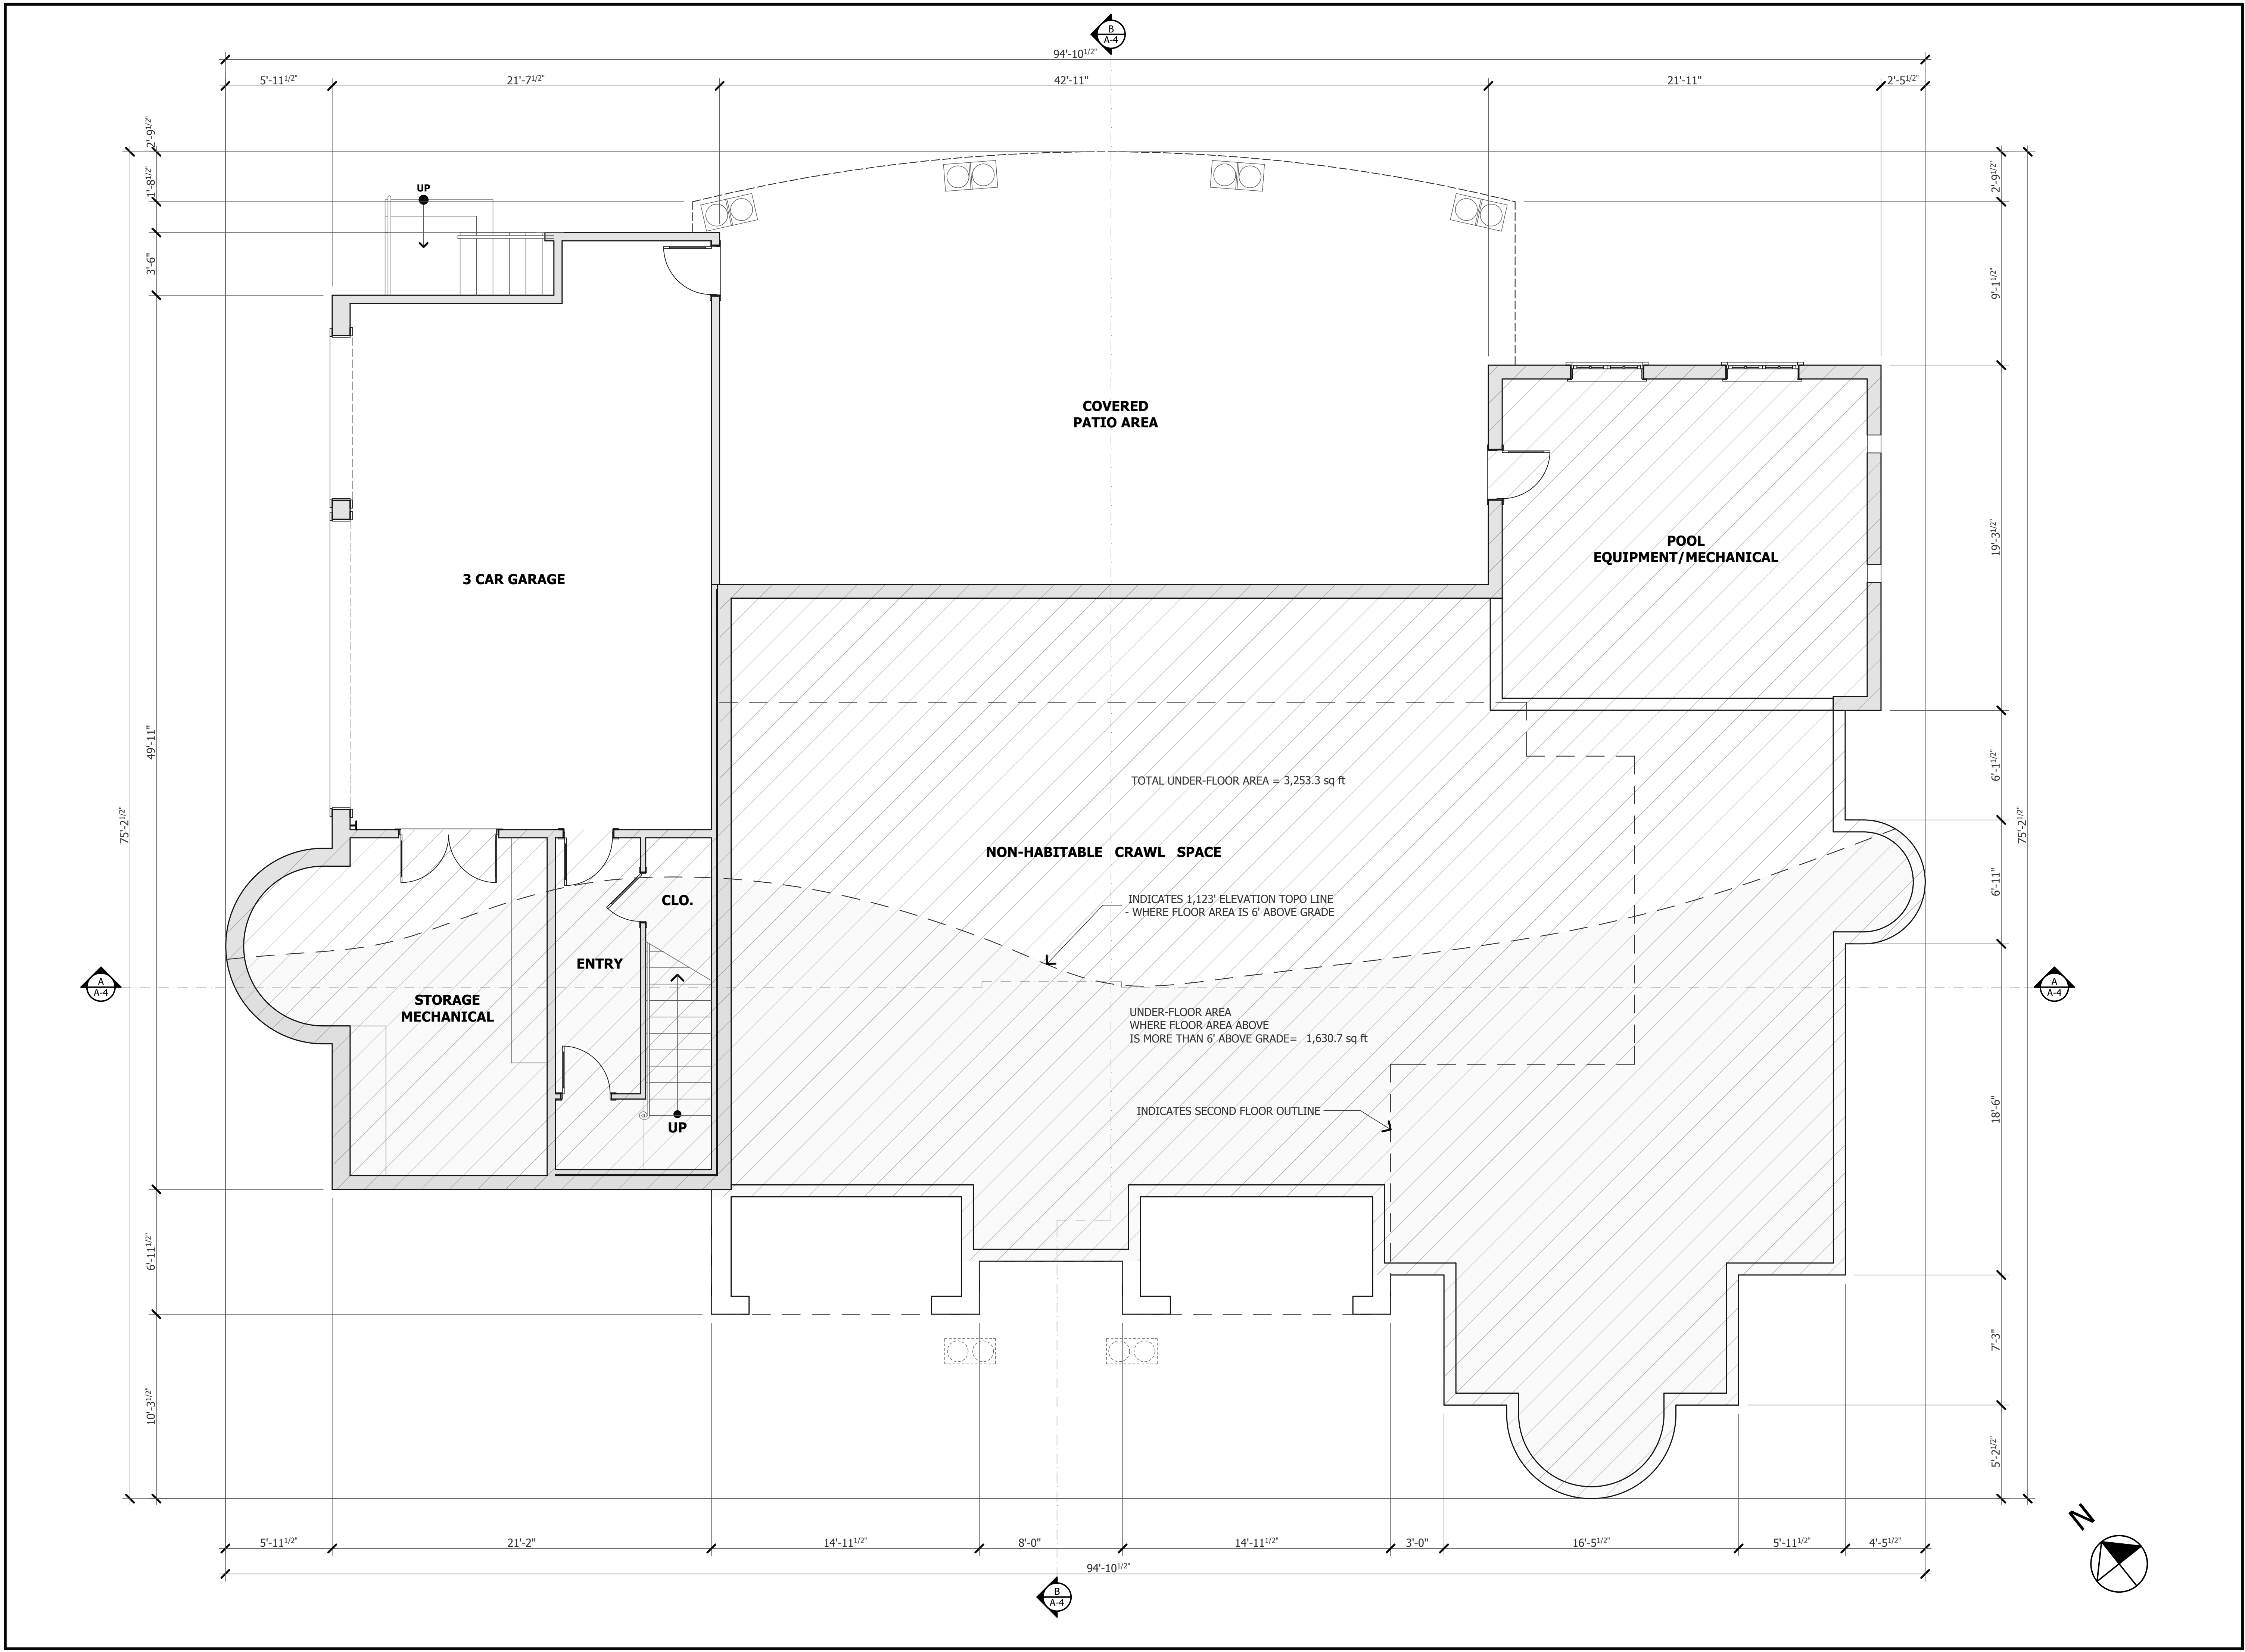 B
A-4
94'-10 1/2"
5'-11 1/2"
21'-7 1/2"
42'-11"
21'-11"
2'-5 1/2"
2'-9 1/2"
1'-8 1/2"
3'-6"
49'-11"
75'-2 1/2"
6'-11 1/2"
10'-3 1/2"
UP
COVERED
PATIO AREA
POOL
EQUIPMENT/MECHANICAL
3 CAR GARAGE
TOTAL UNDER-FLOOR AREA = 3,253.3 sq ft
NON-HABITABLE CRAWL SPACE
INDICATES 1,123' ELEVATION TOPO LINE
- WHERE FLOOR AREA IS 6' ABOVE GRADE
CLO.
ENTRY
STORAGE
MECHANICAL
UNDER-FLOOR AREA
WHERE FLOOR AREA ABOVE
IS MORE THAN 6' ABOVE GRADE= 1,630.7 sq ft
INDICATES SECOND FLOOR OUTLINE
UP
A
A-4
A
A-4
2'-9 1/2"
9'-1 1/2"
19'-3 1/2"
6'-1 1/2"
75'-2 1/2"
6'-11"
18'-6"
7'-3"
5'-2 1/2"
5'-11 1/2"
21'-2"
14'-11 1/2"
8'-0"
14'-11 1/2"
3'-0"
16'-5 1/2"
5'-11 1/2"
4'-5 1/2"
94'-10 1/2"
B
A-4
N